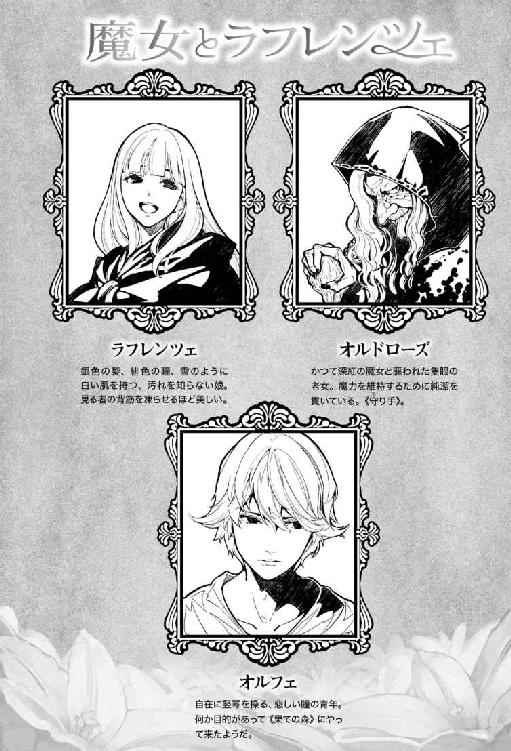 魔女とラフレンツェ
ラフレンツェ
銀色の髪、緋色の瞳、雪のように
白い肌を持つ、汚れを知らない娘。
見る者の背筋を凍らせるほど美しい。
オルドローズ
かつて深紅の魔女と謳われた隻眼の
老女。魔力を維持するために純潔を
貫いている。《守り手》。
オルフェ
自在に竪琴を操る、悲しい瞳の青年。
何か目的があって《果ての森》にやっ
て来たようだ。